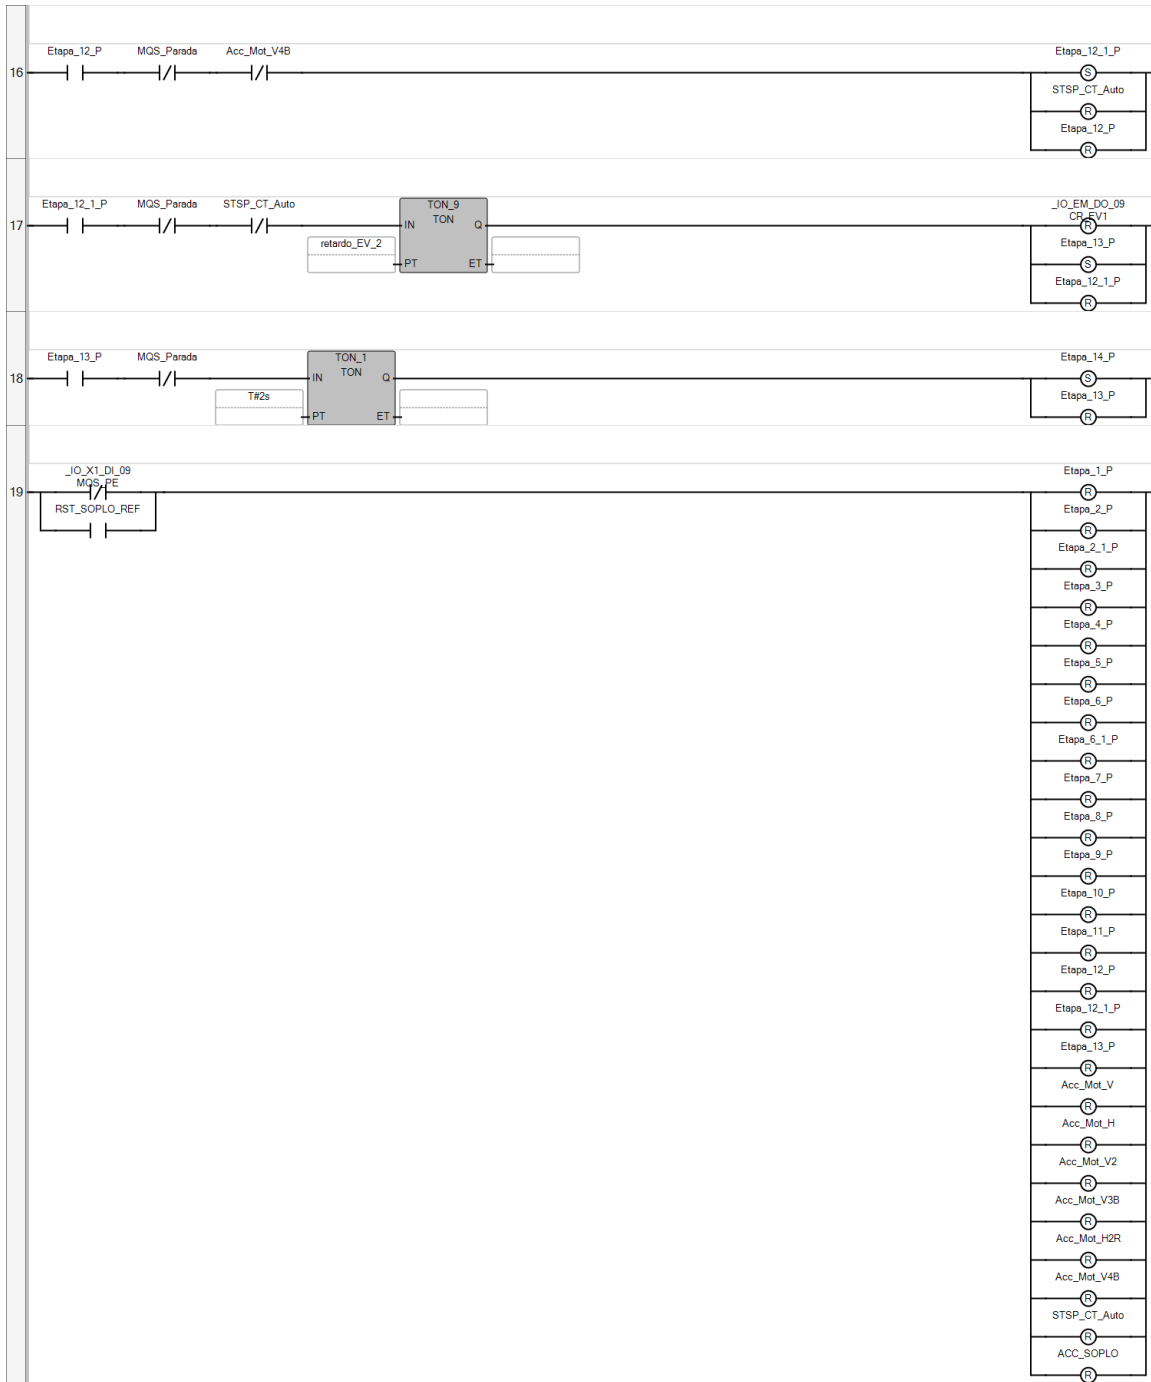 Etapa_12_P MQS_Parada Acc_Mot_V4B Etapa_12_1_P
16 S
STSP_CT_Auto
R
Etapa_12_P
R
Etapa_12_1_P MQS_Parada STSP_CT_Auto TON_9 _IO_EM_DO_09
TON CR_EV1
17 IN Q R
retardo_EV_2 Etapa_13_P
PT ET S
Etapa_12_1_P
R
Etapa_13_P MQS_Parada TON_1 Etapa_14_P
TON
18 IN Q S
T#2s Etapa_13_P
PT ET R
_IO_X1_DI_09 Etapa_1_P
MQS_PE
19 R
RST_SOPLO_REF Etapa_2_P
R
Etapa_2_1_P
R
Etapa_3_P
R
Etapa_4_P
R
Etapa_5_P
R
Etapa_6_P
R
Etapa_6_1_P
R
Etapa_7_P
R
Etapa_8_P
R
Etapa_9_P
R
Etapa_10_P
R
Etapa_11_P
R
Etapa_12_P
R
Etapa_12_1_P
R
Etapa_13_P
R
Acc_Mot_V
R
Acc_Mot_H
R
Acc_Mot_V2
R
Acc_Mot_V3B
R
Acc_Mot_H2R
R
Acc_Mot_V4B
R
STSP_CT_Auto
R
ACC_SOPLO
R